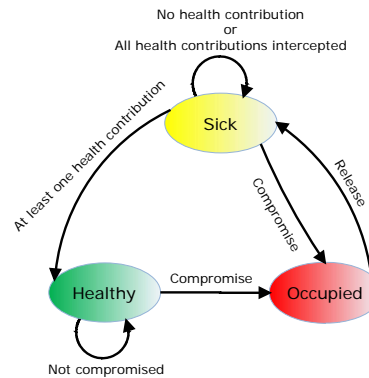 No health contribution
or
All health contributions intercepted
Sick
At least one health contribution
Compromise
Release
Healthy
Compromise
Occupied
Not compromised